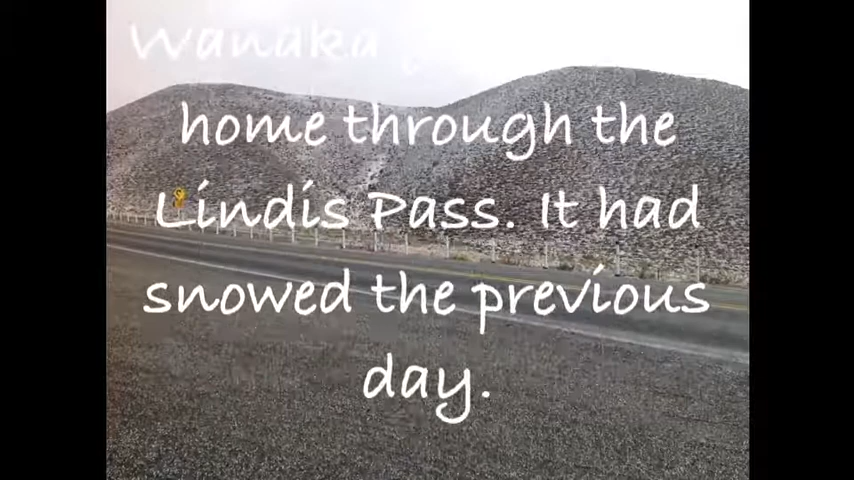 Wanaka
home through the
Lindis Pass. It had
snowed the previous
day.